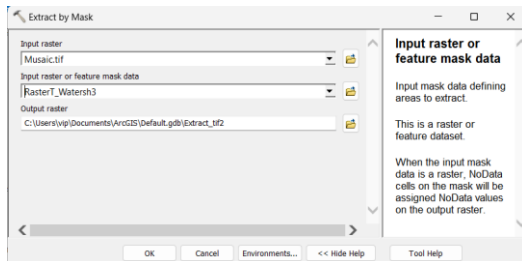 Extract by Mask
Input raster
Musaic.tif
Input raster or feature mask data
RasterT_Watersh3
Output raster
C:\Users\vip\Documents\ArcGIS\Default.gdb\Extract_tif2
OK
Cancel
Environments...
<< Hide Help
Tool Help
Input raster or
feature mask data
Input mask data defining
areas to extract.
This is a raster or
feature dataset.
When the input mask
data is a raster, NoData
cells on the mask will be
assigned NoData values
on the output raster.